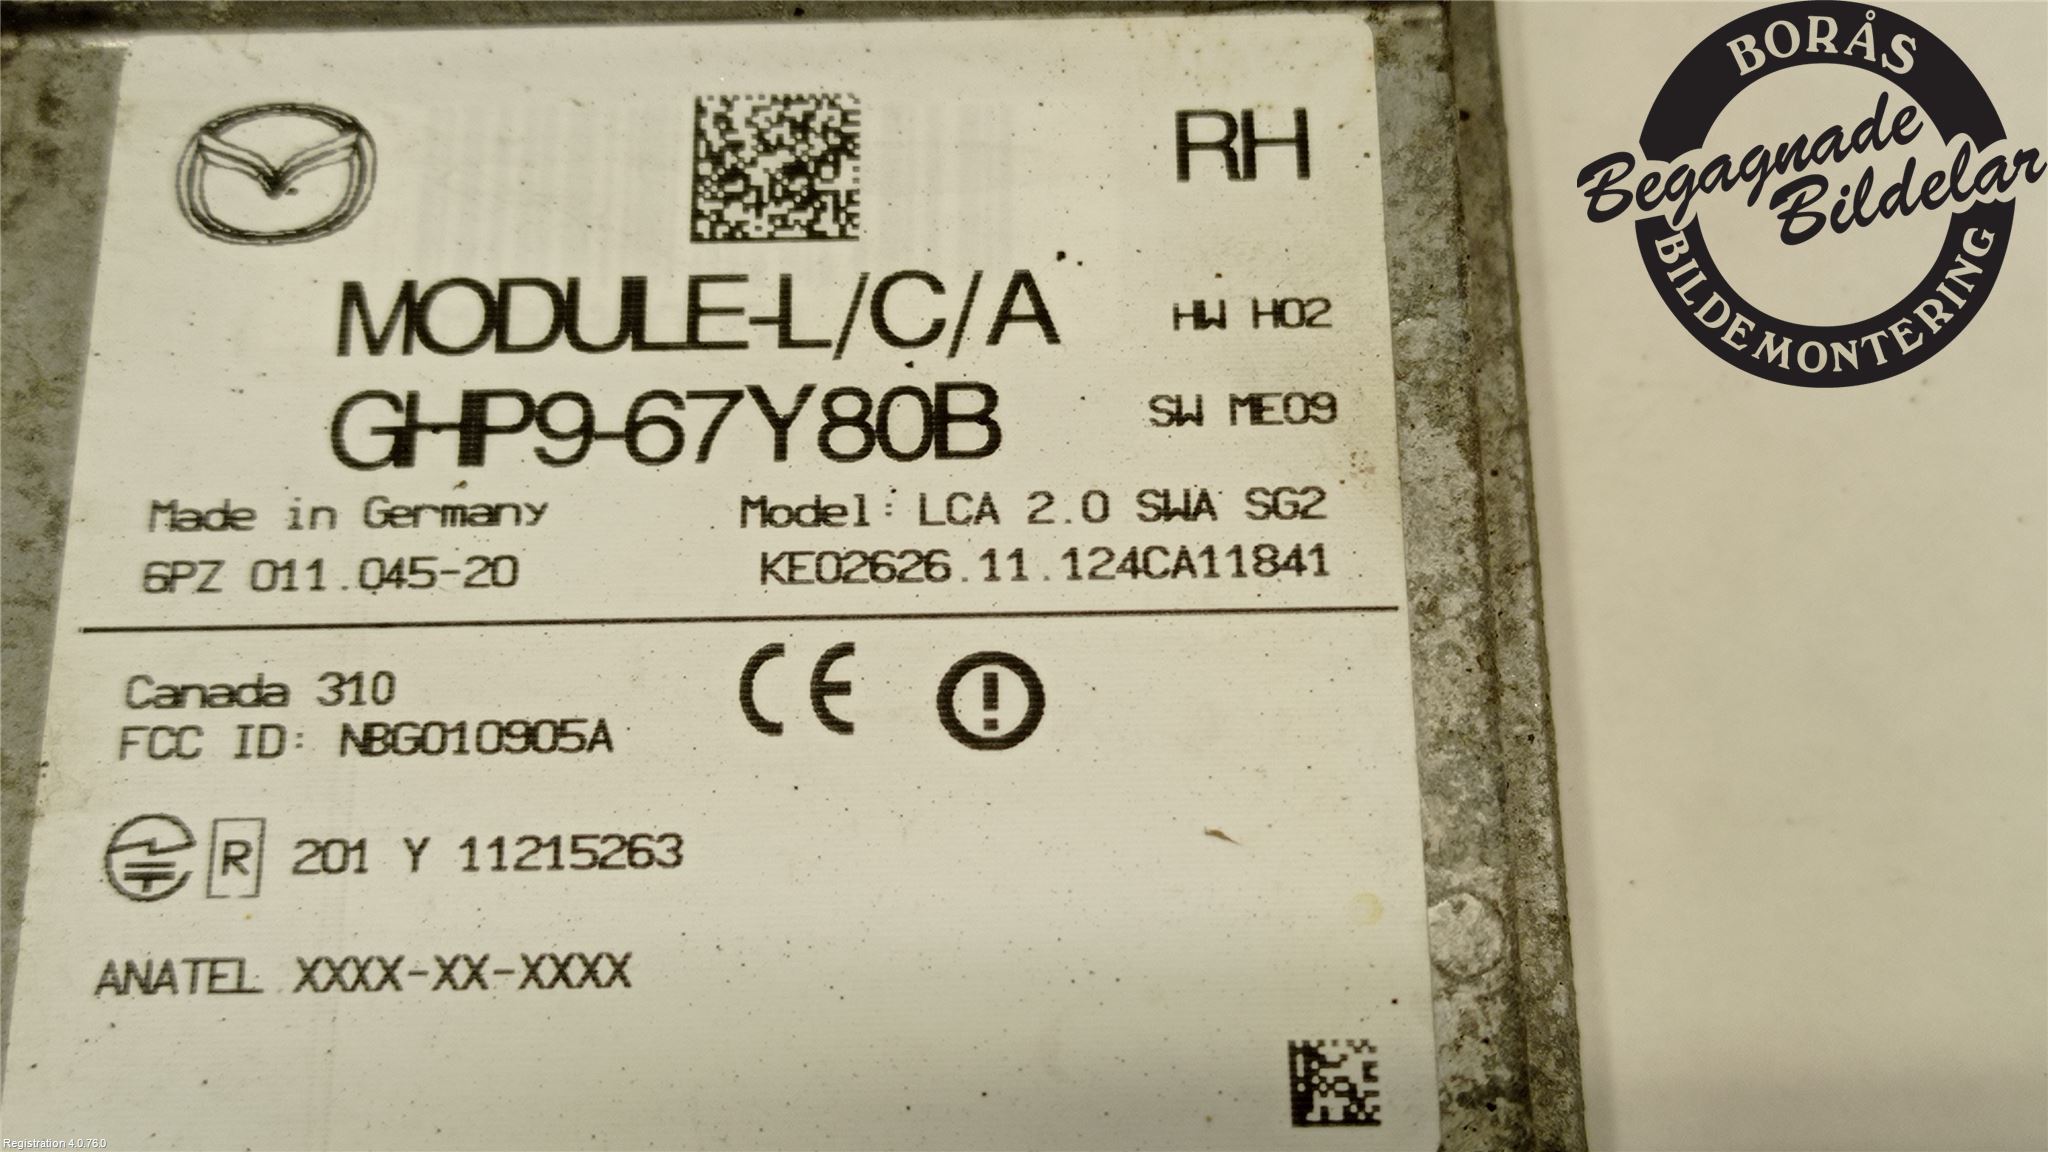 RH
MODULE-L/C/A
HW H02
GHP9-67Y80B
SW ME09
Made in Germany
Model: LCA 2.0 SWA SG2
6PZ 011.045-20
KE02626.11.124CA11841
Canada 310
CE
FCC ID: NBG010905A
R 201 Y 11215263
ANATEL XXXX-XX-XXXX
BORÅS
Begagnade
Bildelar
BILDEMONTERING
Registration 4.0.76.0